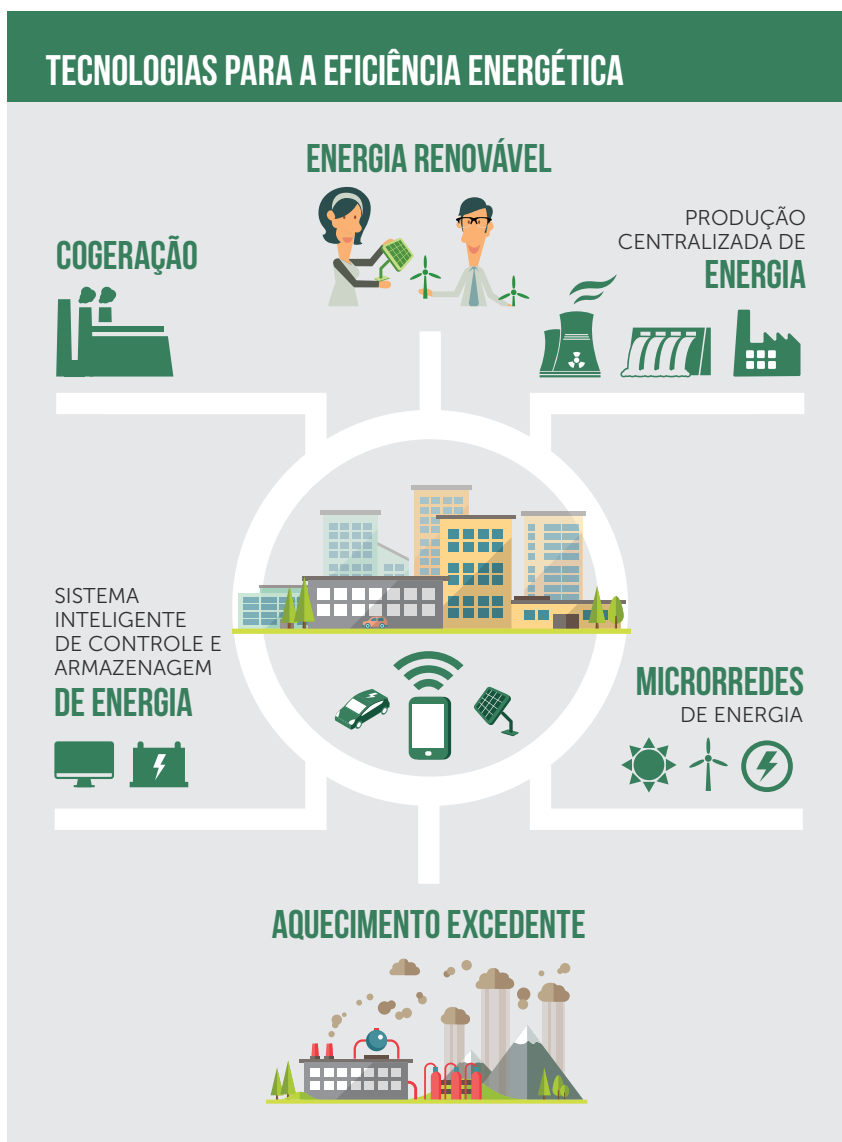 TECNOLOGIAS PARA A EFICIÊNCIA ENERGÉTICA
ENERGIA RENOVÁVEL
COGERAÇÃO
PRODUÇÃO
CENTRALIZADA DE
ENERGIA
SISTEMA
INTELIGENTE
DE CONTROLE E
ARMAZENAGEM
DE ENERGIA
MICRORREDES
DE ENERGIA
AQUECIMENTO EXCEDENTE